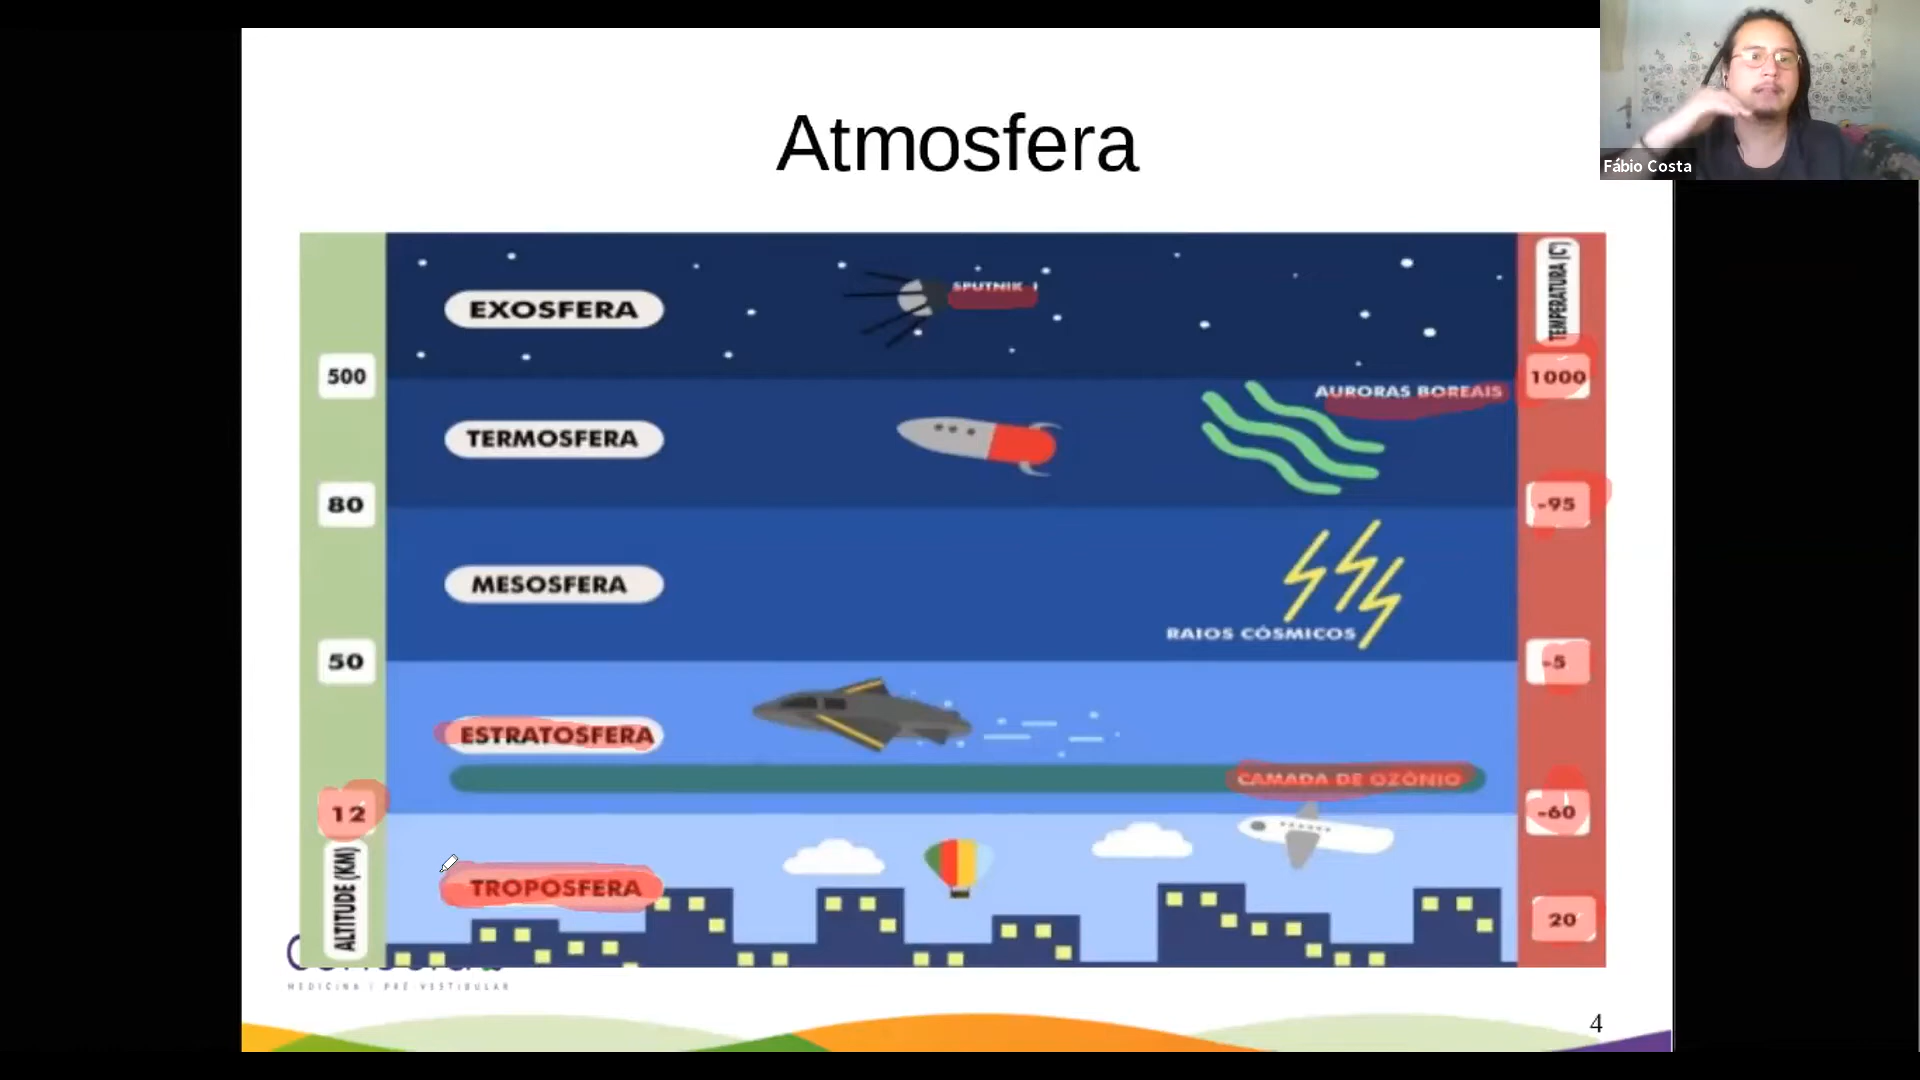 Atmosfera
Fábio Costa
TEMPERATURA (C°)
SPUTNIK I
EXOSFERA
500
1000
AURORAS BOREAIS
TERMOSFERA
80
-95
MESOSFERA
RAIOS CÓSMICOS
50
-5
ESTRATOSFERA
CAMADA DE OZÔNIO
12
-60
ALTITUDE (KM)
TROPOSFERA
20
MEDICINA | PRÉ-VESTIBULAR
4